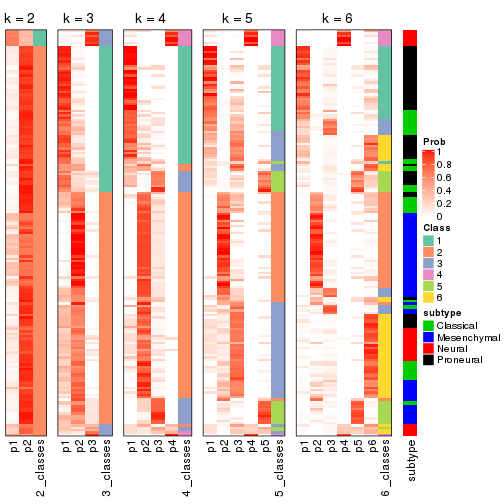 k = 2 k = 3 k = 4 k = 5 k = 6
Prob
1
0.8
0.6
0.4
0.2
0
Class
1
2
3
4
5
6
subtype
Classical
Mesenchymal
Neural
Proneural
p1 p2 2_classes p1 p2 p3 3_classes p1 p2 p3 p4 4_classes p1 p2 p3 p4 p5 5_classes p1 p2 p3 p4 p5 p6 6_classes subtype